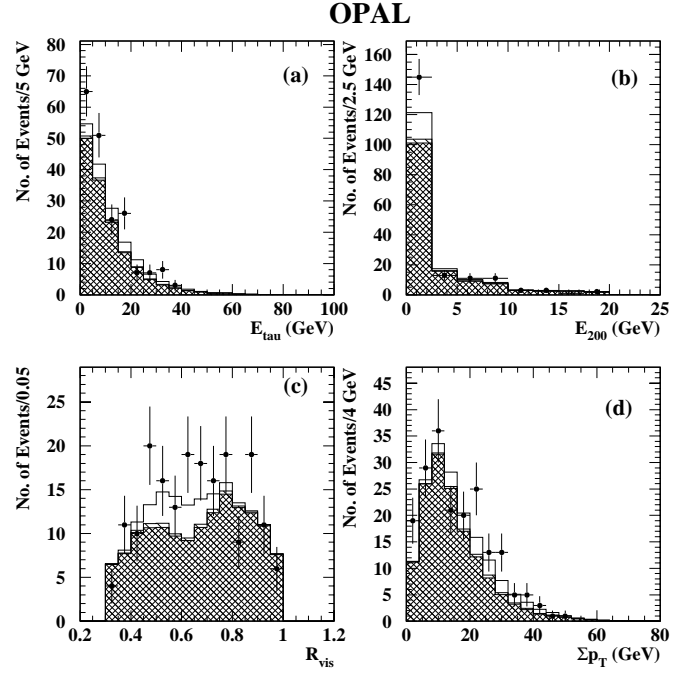 OPAL
No. of Events/5 GeV
80
70
60
50
40
30
20
10
0
(a)
0 20 40 60 80 100
E_tau (GeV)
No. of Events/2.5 GeV
160
140
120
100
80
60
40
20
0
(b)
0 5 10 15 20 25
E_200 (GeV)
No. of Events/0.05
25
20
15
10
5
0
(c)
0.2 0.4 0.6 0.8 1 1.2
R_vis
No. of Events/4 GeV
45
40
35
30
25
20
15
10
5
0
(d)
0 20 40 60 80
Σp_T (GeV)